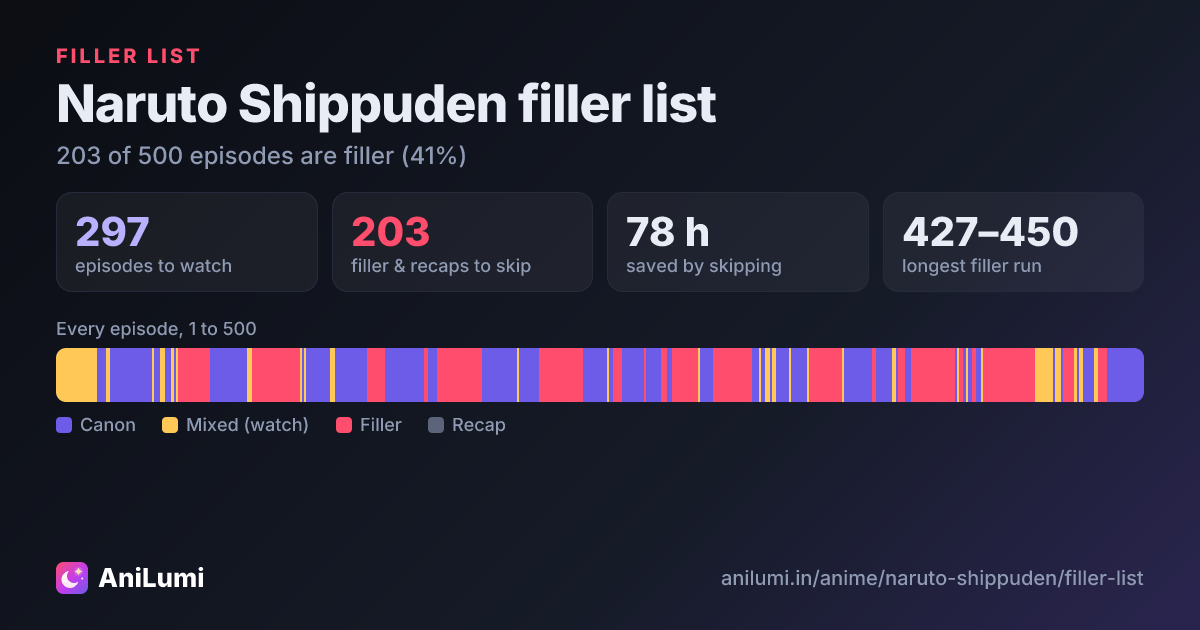 FILLER LIST
Naruto Shippuden filler list
203 of 500 episodes are filler (41%)
297
episodes to watch
203
filler & recaps to skip
78 h
saved by skipping
427–450
longest filler run
Every episode, 1 to 500
Canon
Mixed (watch)
Filler
Recap
AniLumi
anilumi.in/anime/naruto-shippuden/filler-list